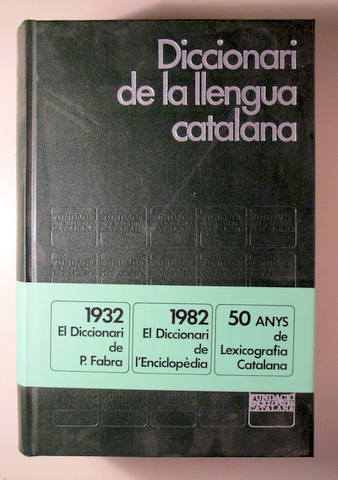 Diccionari
de la llengua
catalana
1932
El Diccionari
de
P. Fabra
1982
El Diccionari
de
l'Enciclopèdia
50 ANYS
de
Lexicografia
Catalana
FUNDACIÓ
ENCICLOPÈDIA
CATALANA